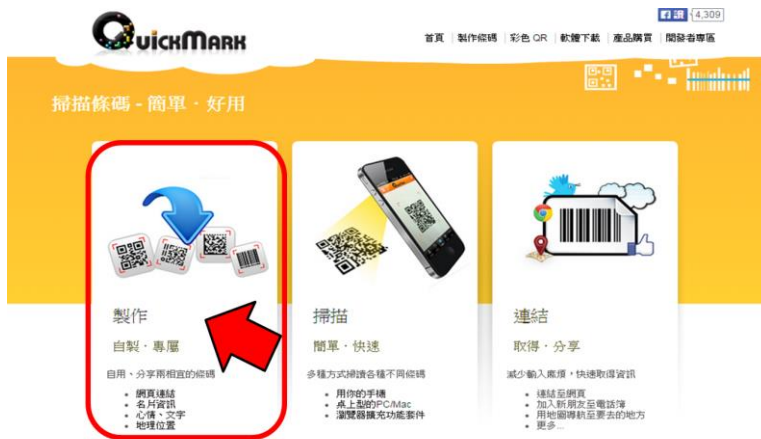 QuickMark
讚 4,309
首頁 製作條碼 彩色 QR 軟體下載 產品購買 開發者專區
掃描條碼 - 簡單 · 好用
製作
自製 · 專屬
自用、分享兩相宜的條碼
網頁連結
名片資訊
心情、文字
地理位置
掃描
簡單 · 快速
多種方式掃讀各種不同條碼
用你的手機
桌上型的PC/Mac
瀏覽器擴充功能套件
連結
取得 · 分享
減少輸入麻煩，快速取得資訊
連結至網頁
加入新朋友至電話簿
用地圖導航至要去的地方
更多...